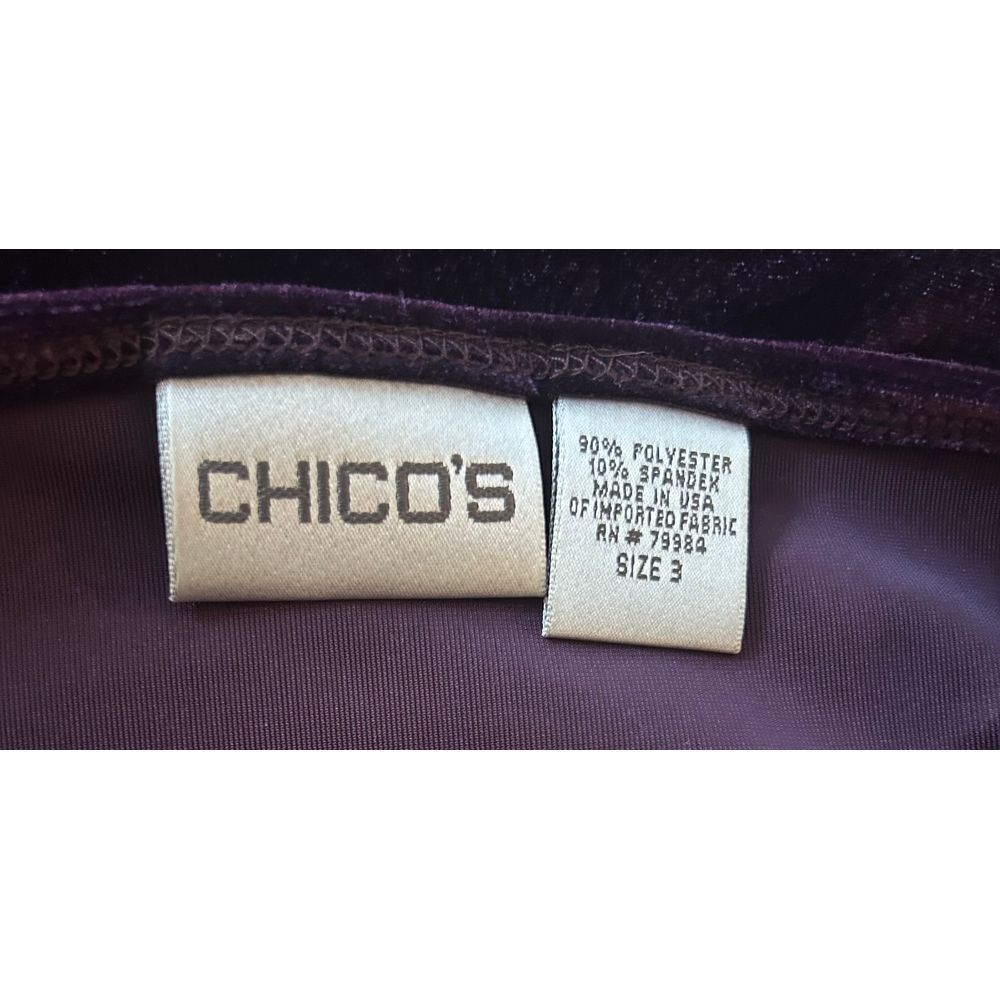 CHICO'S
90% POLYESTER
10% SPANDEX
MADE IN USA
OF IMPORTED FABRIC
RN # 79984
SIZE 3